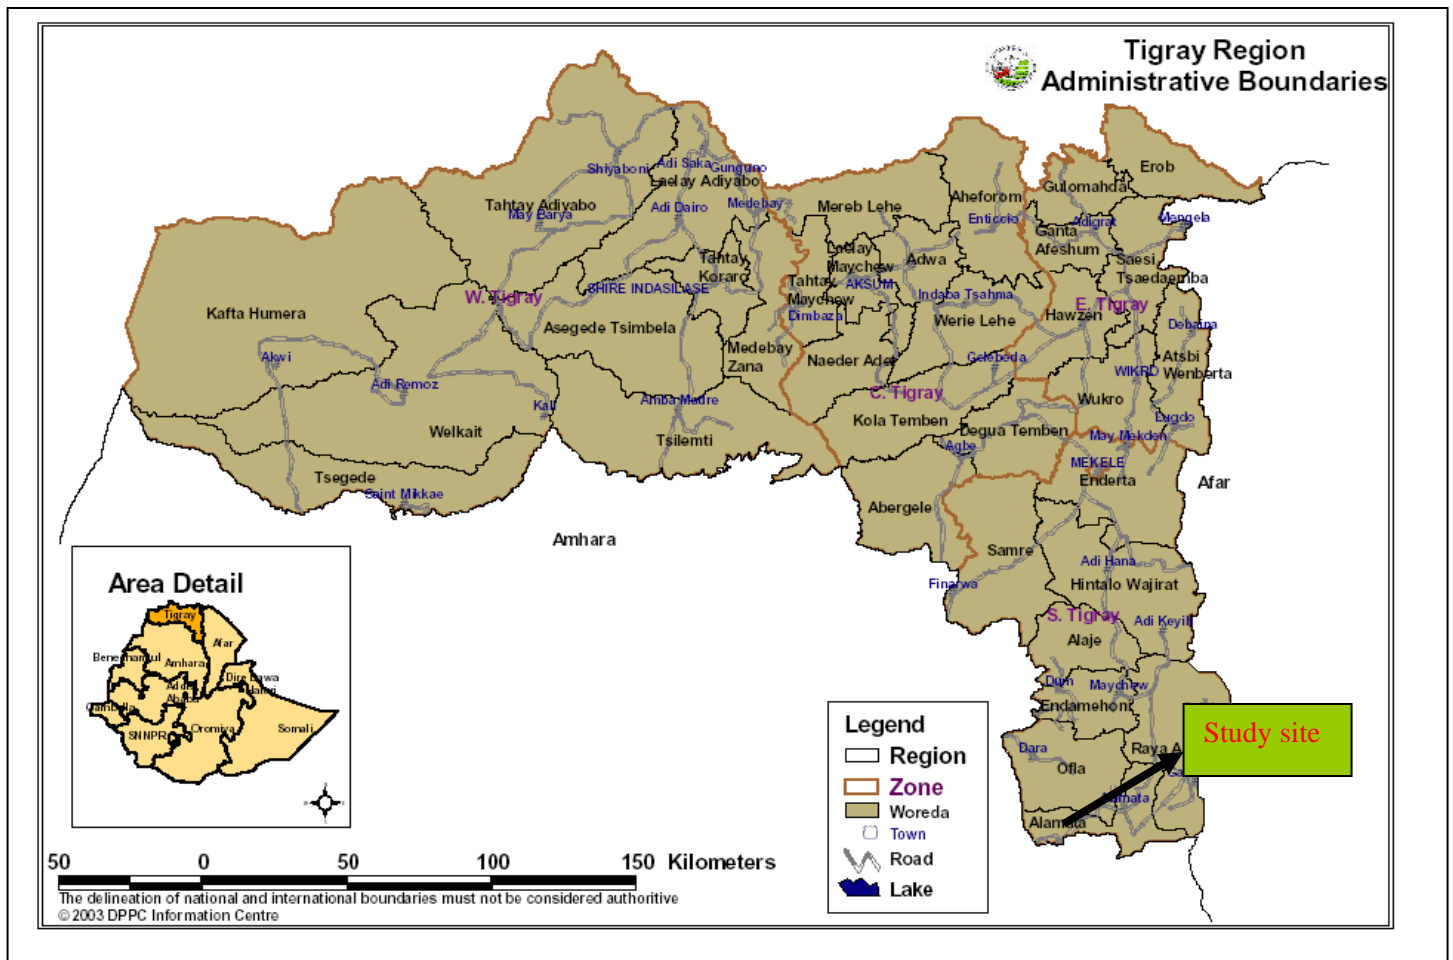 Tigray Region
Administrative Boundaries
Erob
Shiyaboni
Adi Saka
Gunguno
Laelay Adiyabo
Gulomahda
Aheforom
Tahtay Adiyabo
May Barya
Adi Dairo
Medebay
Mereb Lehe
Enticcio
Adigrat
Mengela
Ganta
Afeshum
Laelay
Maychew
Adwa
Saesi
Tsaedaemba
Tahtay
Koraro
Tahtay
Maychew
AKSUM
SHIRE INDASILASE
W. Tigray
Indaba Tsahma
E. Tigray
Kafta Humera
Dimbaza
Werie Lehe
Hawzen
Debaina
Asegede Tsimbela
Akwi
Medebay
Zana
Naeder Adet
Gelebeda
Atsbi
Wenberta
WIKRO
Adi Remoz
C. Tigray
Wukro
Kali
Amba Madre
Kola Temben
Lugdo
Welkait
Tsilemti
Degua Temben
May Mekden
Agbe
MEKELE
Enderta
Afar
Tsegede
Saint Mikkae
Abergele
Amhara
Samre
Adi Hana
Finarwa
Hintalo Wajirat
S. Tigray
Adi Keyih
Alaje
Dum
Maychew
Endamehoni
Dara
Raya A
Ofla
Alamata
Study site
Area Detail
Tigray
Afar
Amhara
Dire Dawa
Oromiya
Somali
SNNPR
Legend
Region
Zone
Woreda
Town
Road
Lake
50 0 50 100 150 Kilometers
The delineation of national and international boundaries must not be considered authoritive
© 2003 DPPC Information Centre